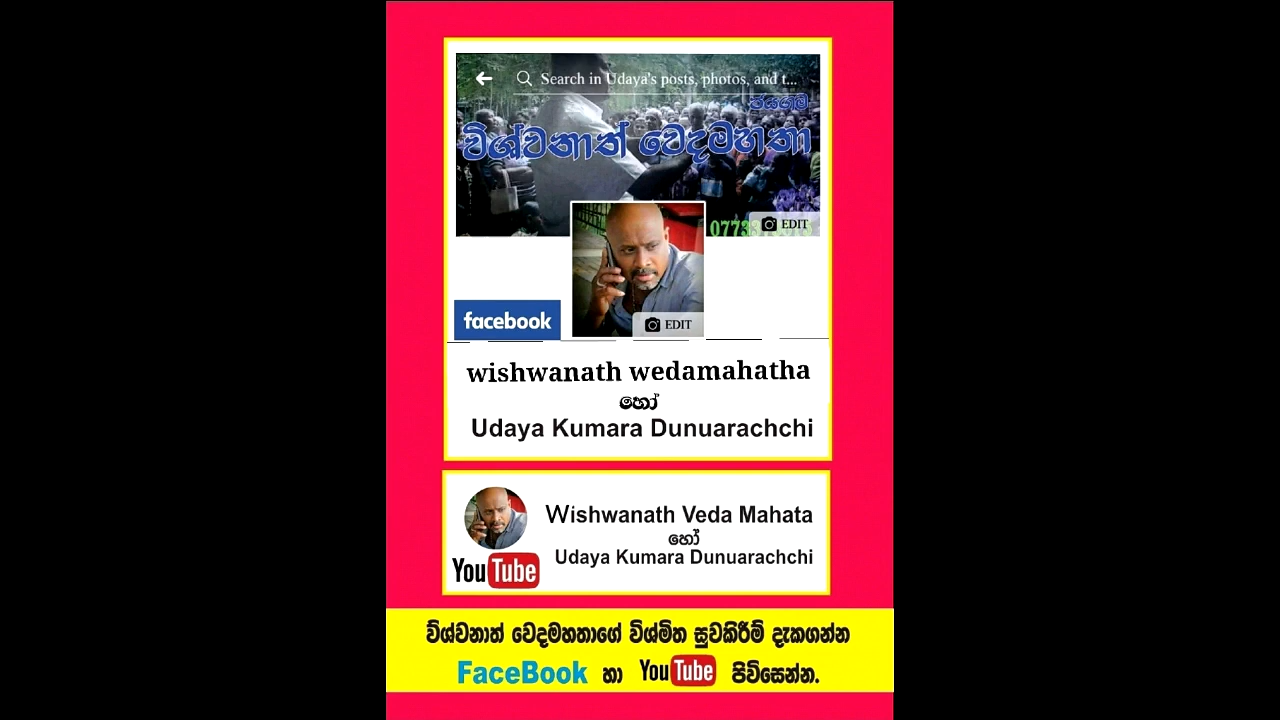 Search in Udaya's posts, photos, and t...
ජයගම
විශ්වනාත් වෙදමහතා
EDIT
EDIT
facebook
wishwanath wedamahatha
හෝ
Udaya Kumara Dunuarachchi
Wishwanath Veda Mahata
හෝ
Udaya Kumara Dunuarachchi
YouTube
විශ්වනාත් වෙදමහතාගේ විශ්මිත සුවකිරීම් දැකගන්න
FaceBook හා YouTube පිවිසෙන්න.